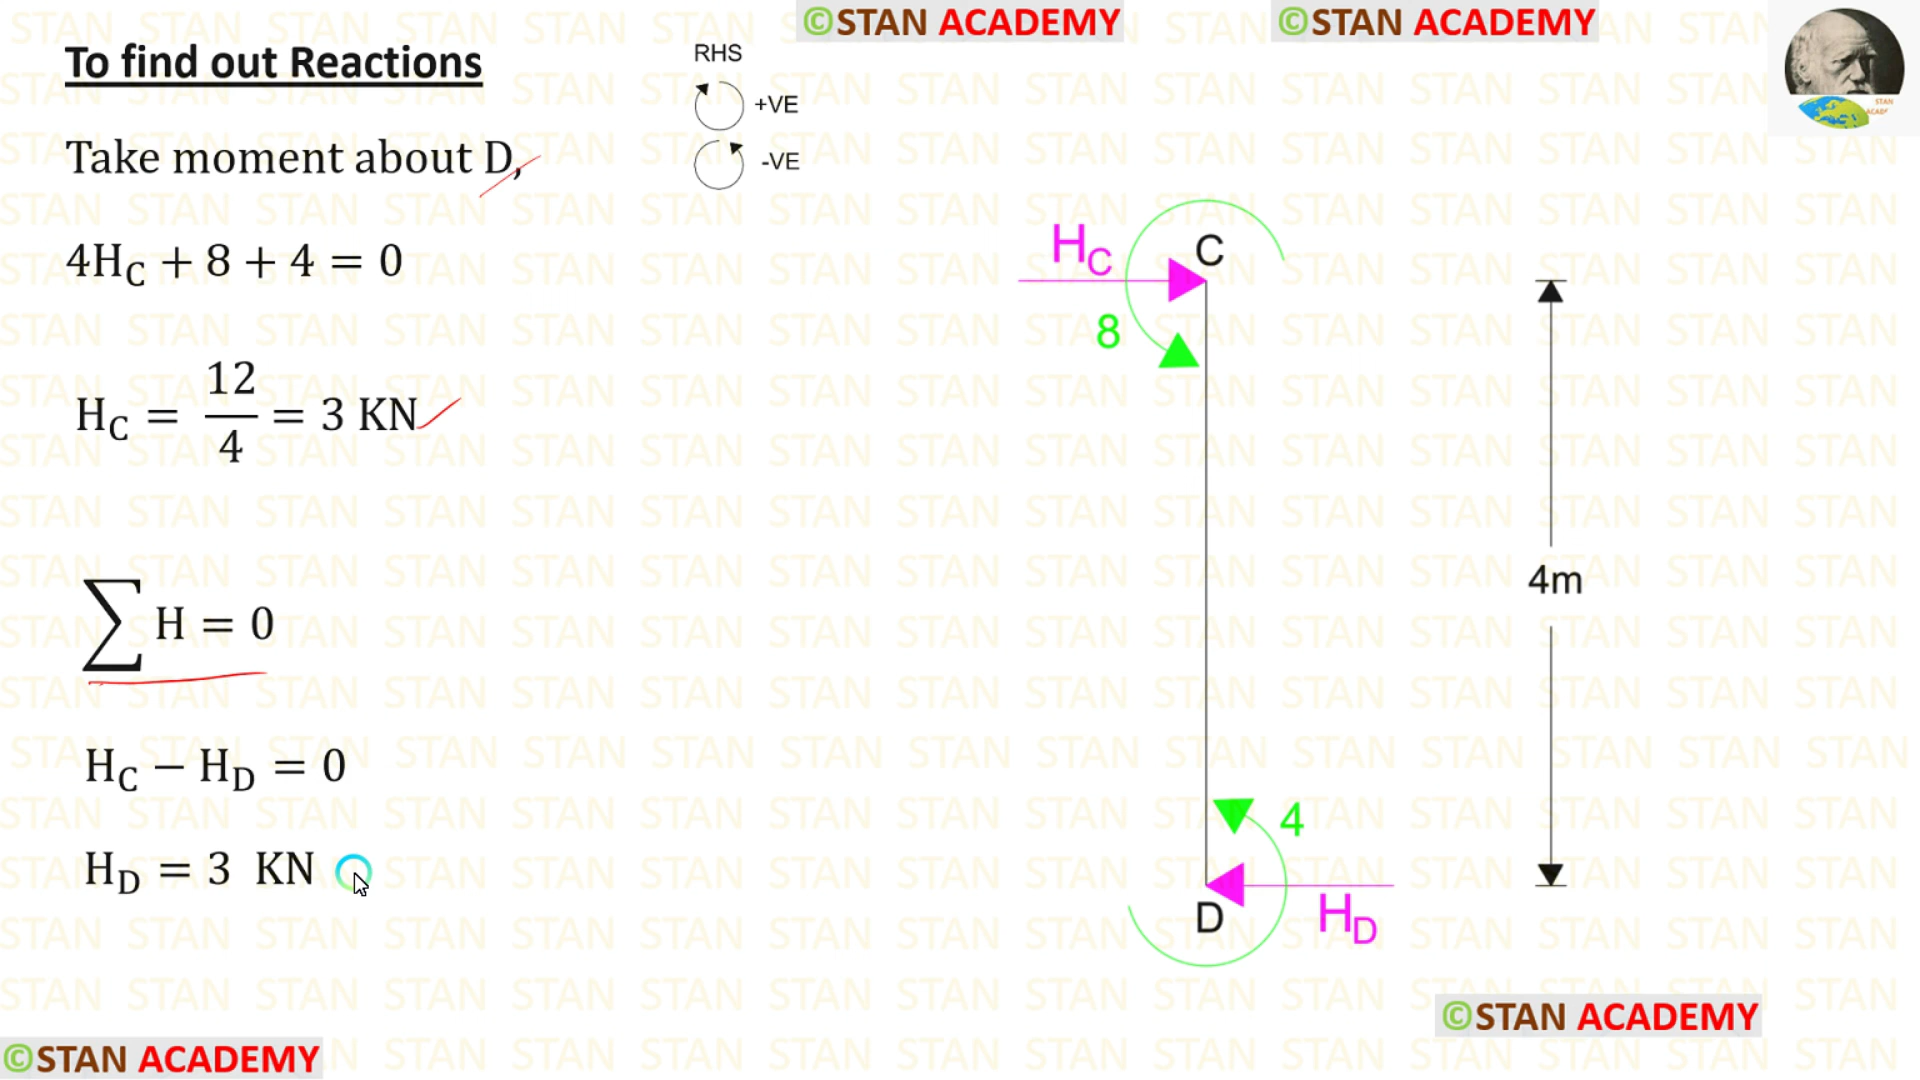 ©STAN ACADEMY ©STAN ACADEMY
To find out Reactions
RHS
+VE
-VE
STAN
Take moment about D,
4H_C + 8 + 4 = 0
H_C = 12/4 = 3 KN
∑ H = 0
H_C − H_D = 0
H_D = 3 KN
H_C
C
8
4m
4
D
H_D
©STAN ACADEMY
©STAN ACADEMY